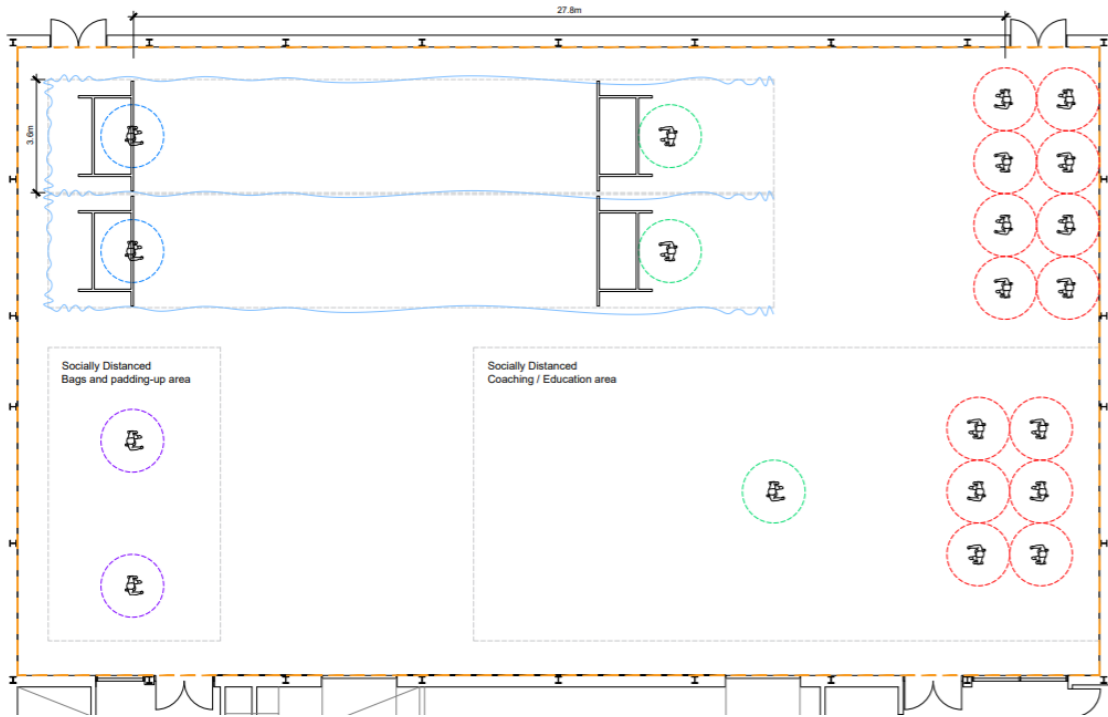 27.8m
3.6m
Socially Distanced
Bags and padding-up area
Socially Distanced
Coaching / Education area